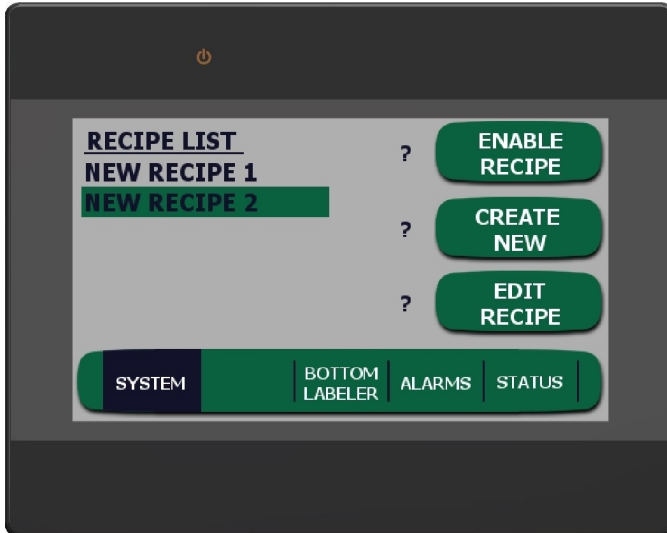 RECIPE LIST
NEW RECIPE 1
NEW RECIPE 2
?
ENABLE
RECIPE
?
CREATE
NEW
?
EDIT
RECIPE
SYSTEM
BOTTOM
LABELER
ALARMS
STATUS